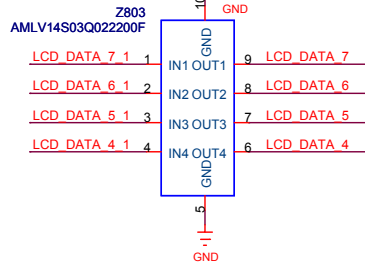 Z803
AMLV14S03Q022200F
10
GND
GND
LCD_DATA_7_1 1 IN1 OUT1 9 LCD_DATA_7
LCD_DATA_6_1 2 IN2 OUT2 8 LCD_DATA_6
LCD_DATA_5_1 3 IN3 OUT3 7 LCD_DATA_5
LCD_DATA_4_1 4 IN4 OUT4 6 LCD_DATA_4
GND
5
GND